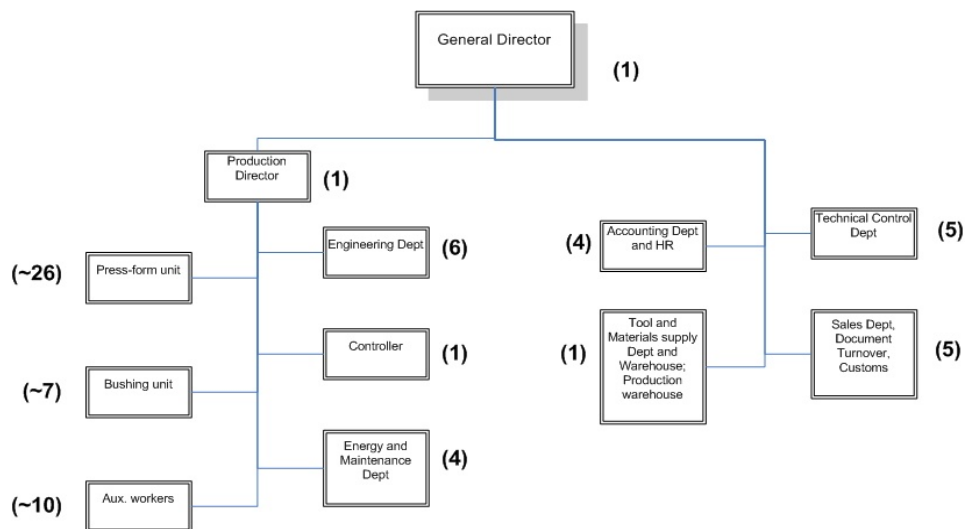 General Director
(1)
Production
Director
(1)
Engineering Dept
(6)
Press-form unit
(~26)
Controller
(1)
Bushing unit
(~7)
Energy and
Maintenance
Dept
(4)
Aux. workers
(~10)
Accounting Dept
and HR
(4)
Technical Control
Dept
(5)
Tool and
Materials supply
Dept and
Warehouse;
Production
warehouse
(1)
Sales Dept,
Document
Turnover,
Customs
(5)